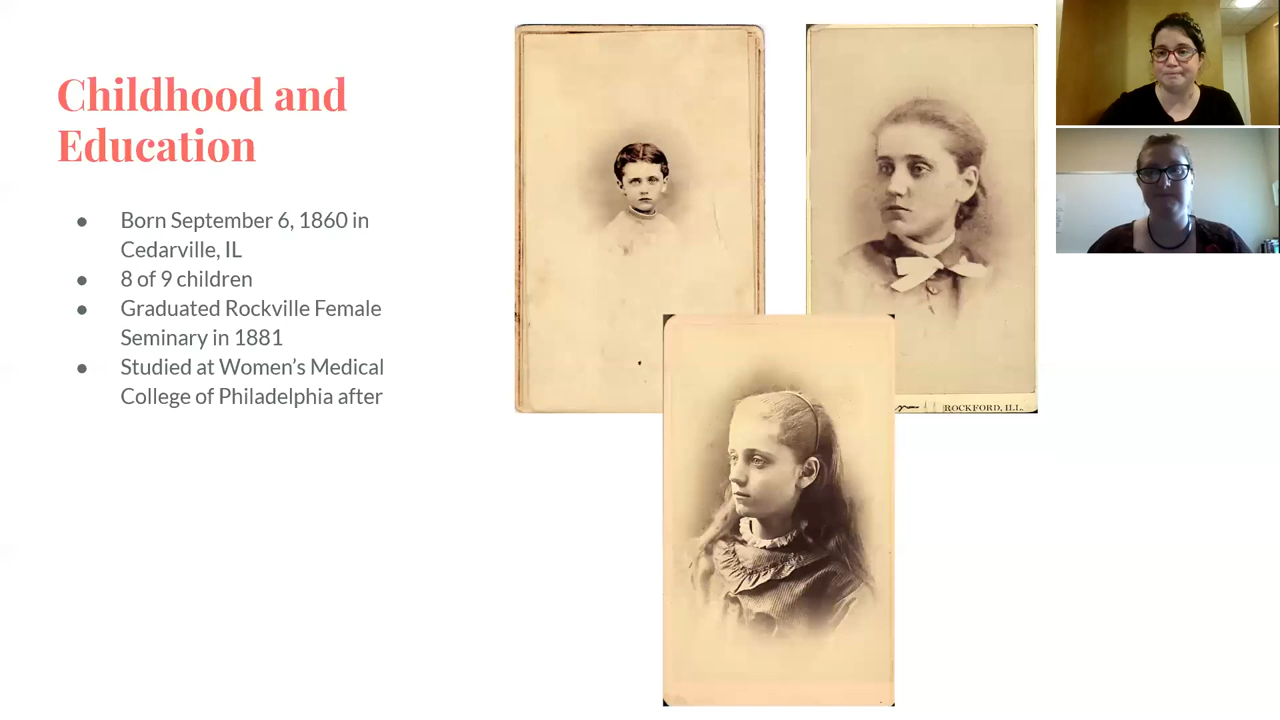 Childhood and
Education
● Born September 6, 1860 in
Cedarville, IL
● 8 of 9 children
● Graduated Rockville Female
Seminary in 1881
● Studied at Women's Medical
College of Philadelphia after
ROCKFORD, ILL.